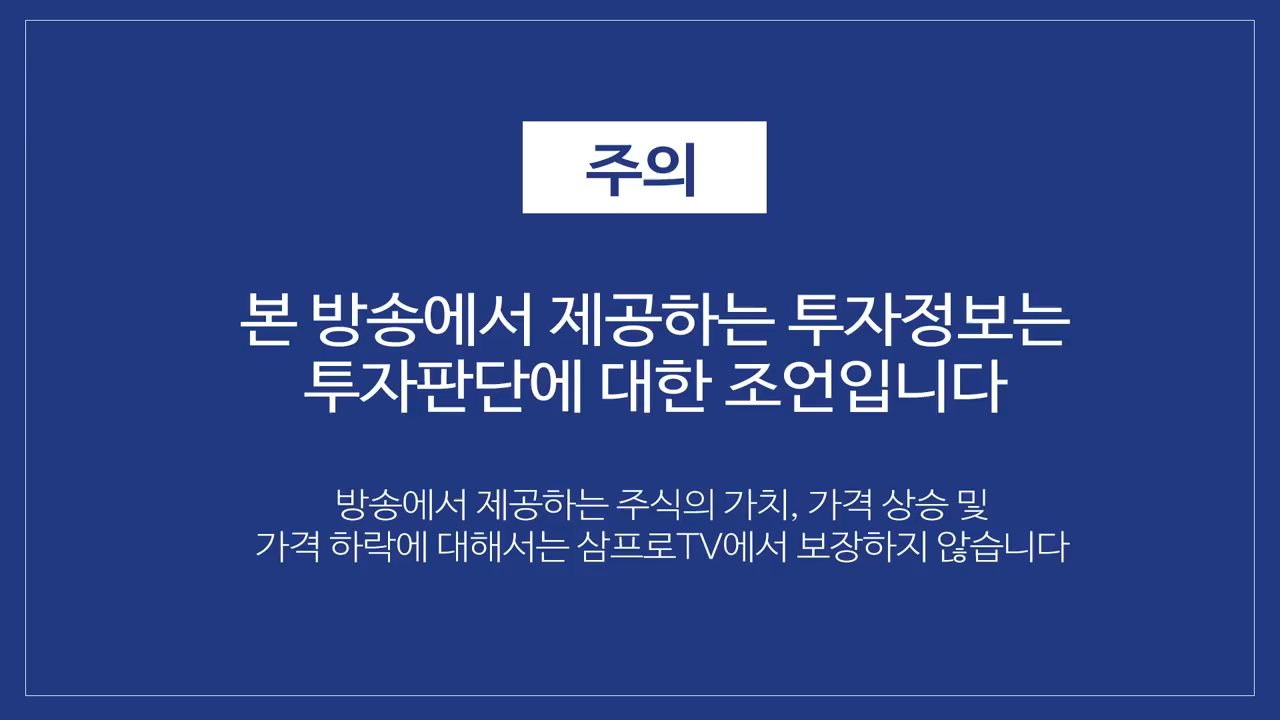 주의
본 방송에서 제공하는 투자정보는
투자판단에 대한 조언입니다
방송에서 제공하는 주식의 가치, 가격 상승 및
가격 하락에 대해서는 삼프로TV에서 보장하지 않습니다